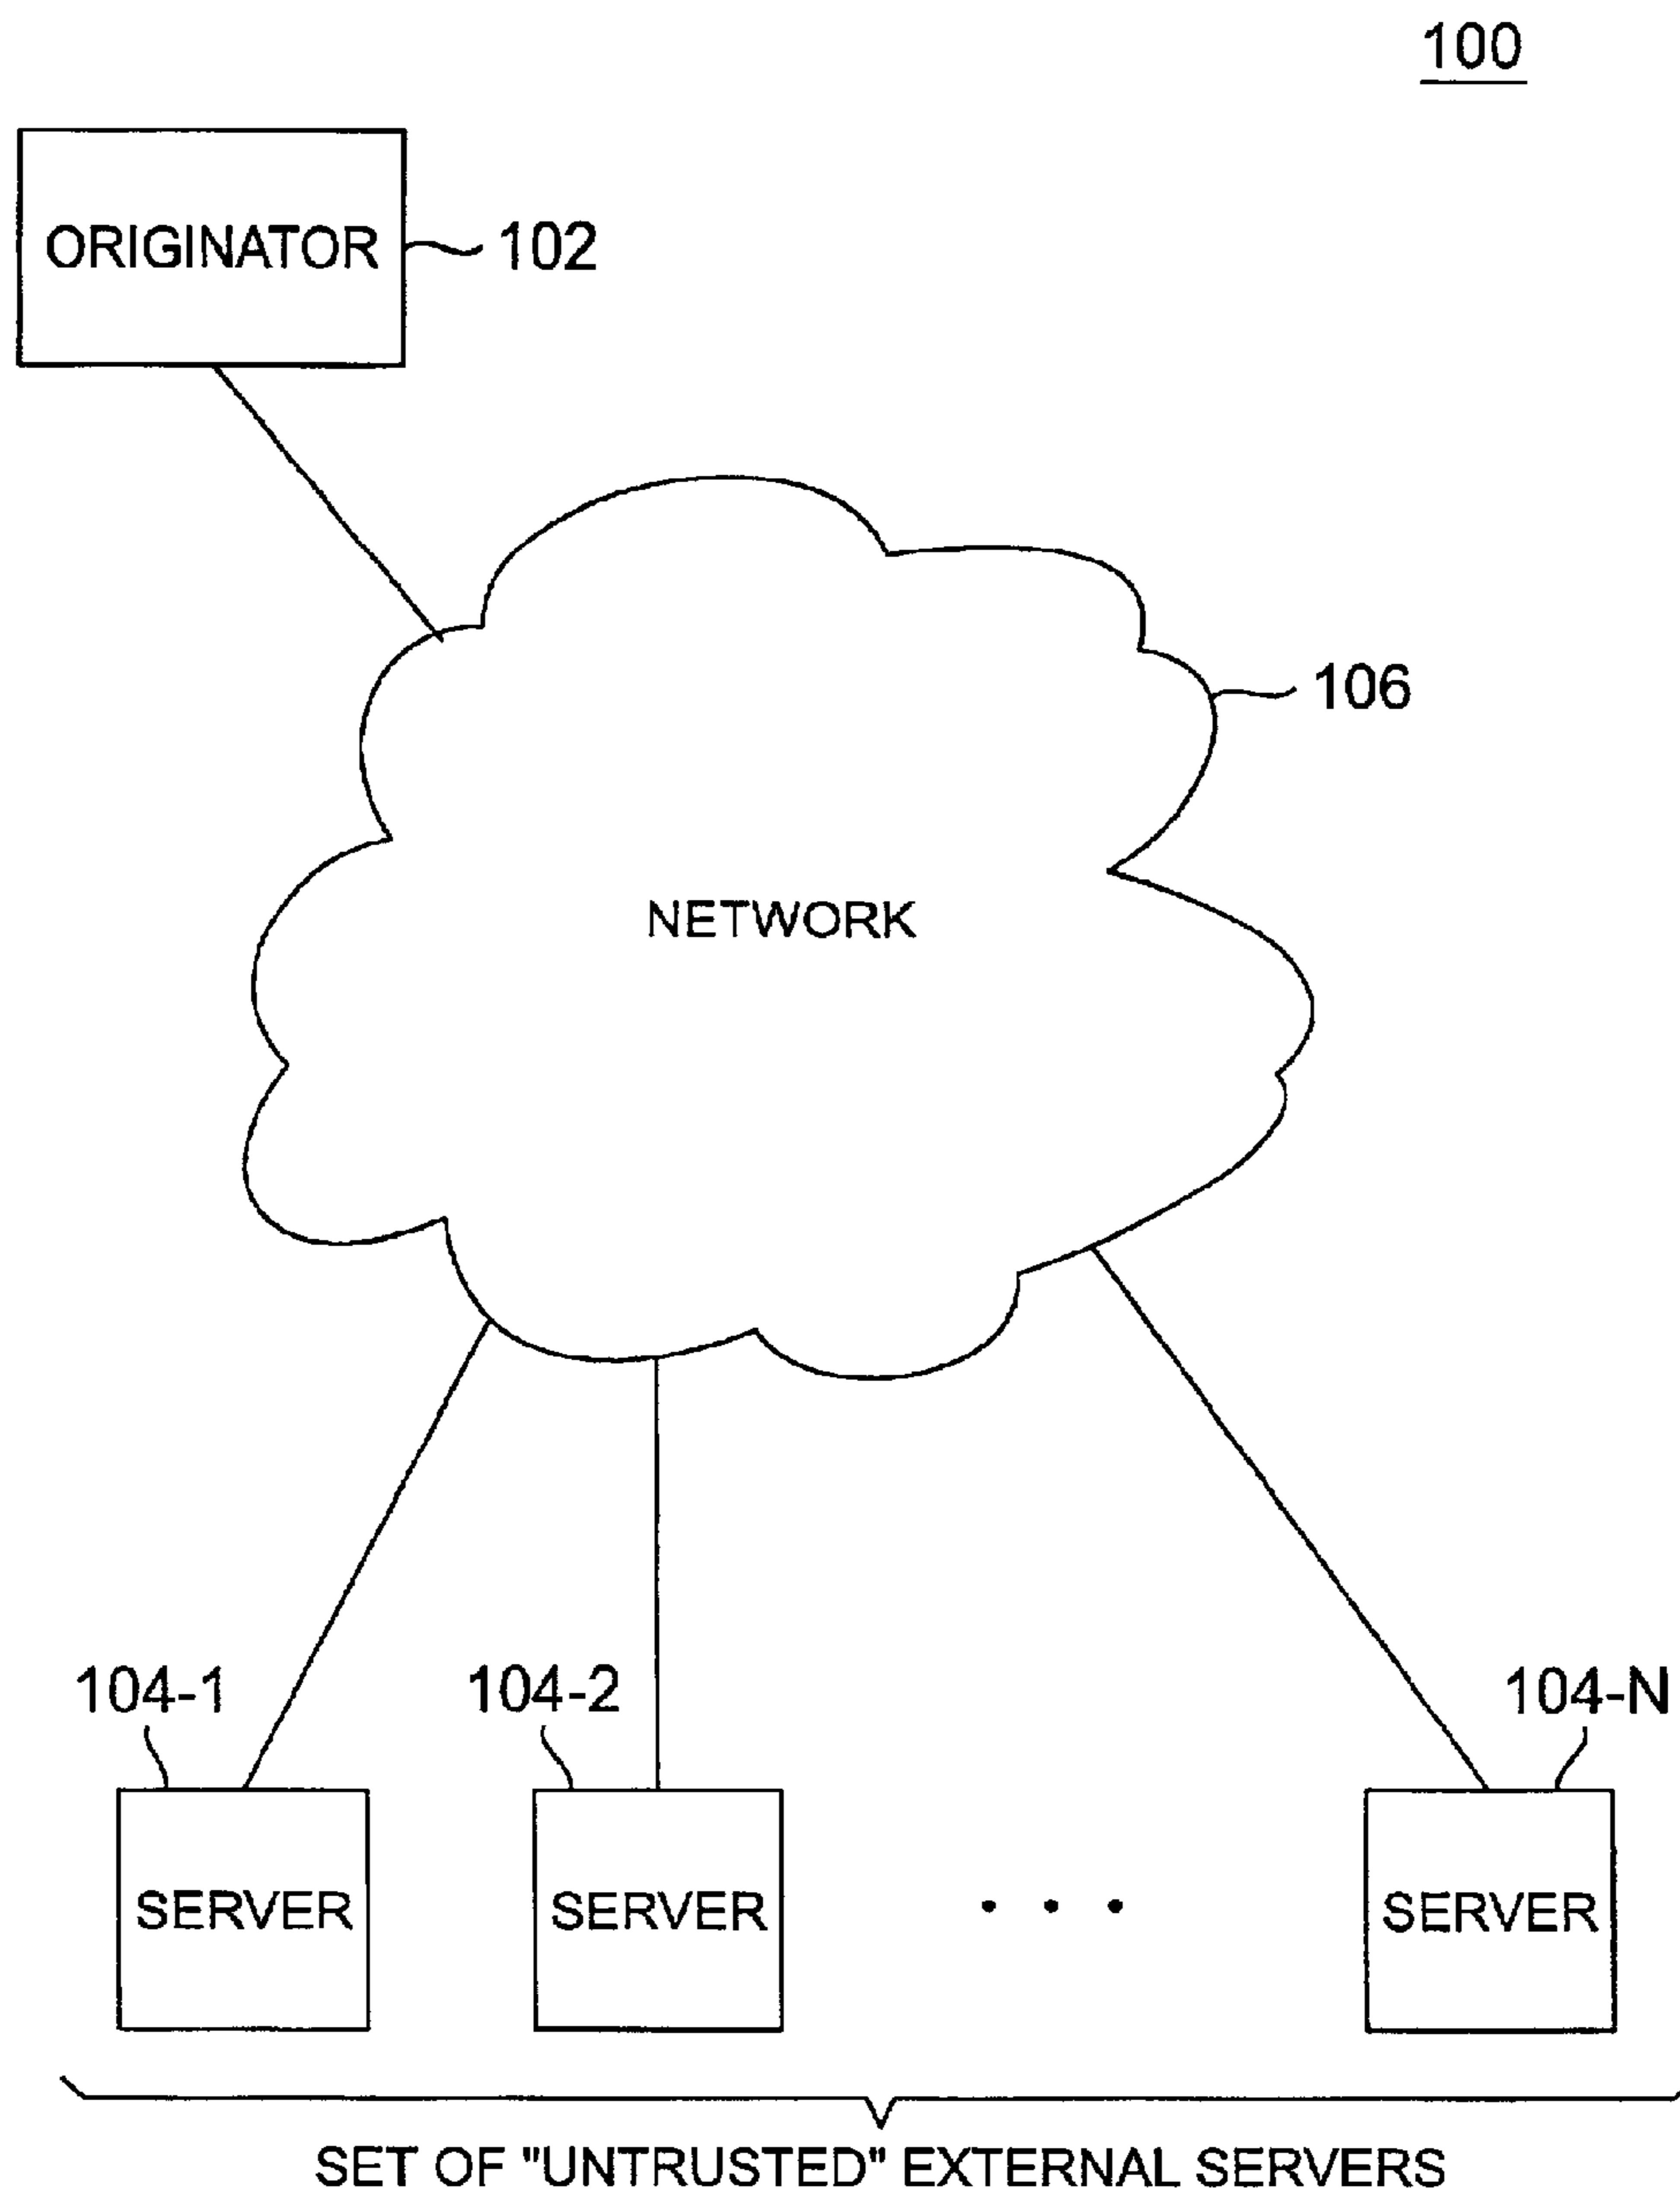 100
ORIGINATOR
102
106
NETWORK
104-1
104-2
104-N
SERVER
SERVER
. . .
SERVER
SET OF "UNTRUSTED" EXTERNAL SERVERS